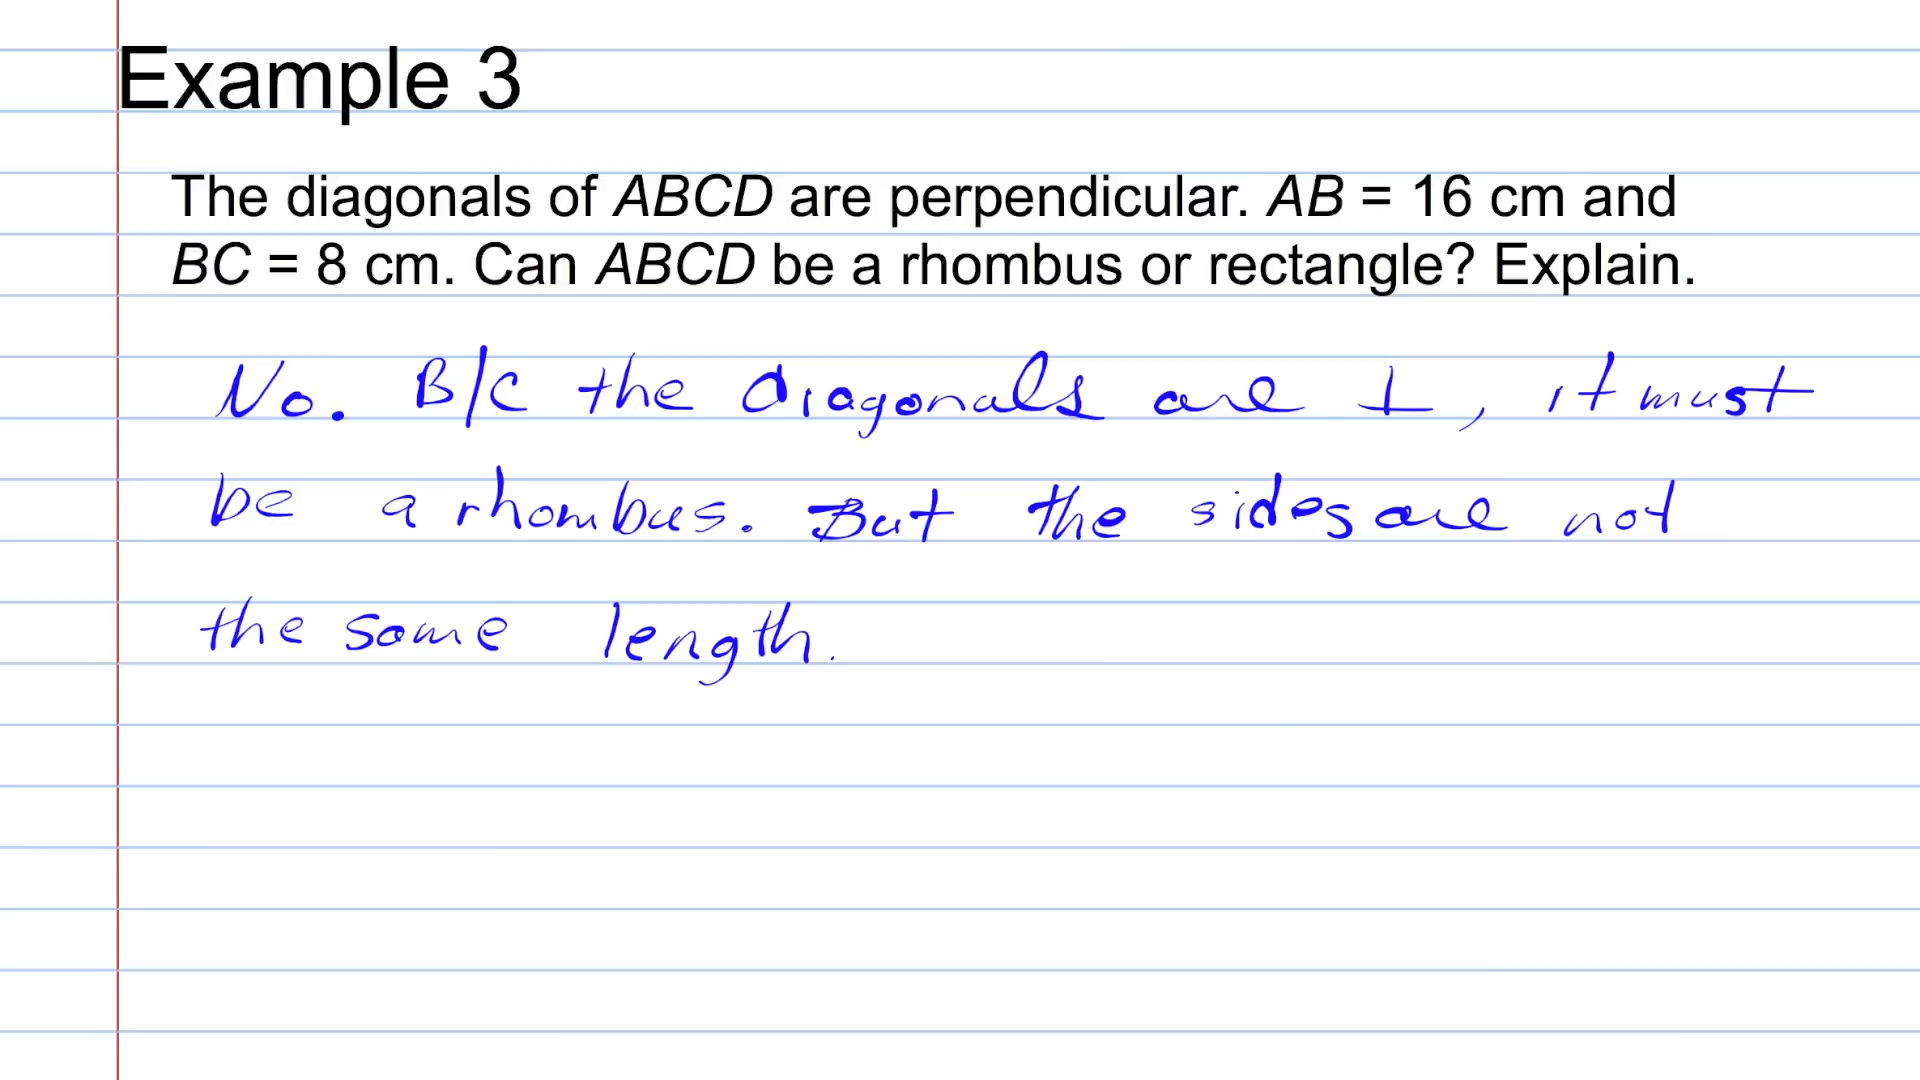 Example 3
The diagonals of ABCD are perpendicular. AB = 16 cm and
BC = 8 cm. Can ABCD be a rhombus or rectangle? Explain.
No. B/C the diagonals are ⊥, it must
be a rhombus. But the sides are not
the same length.